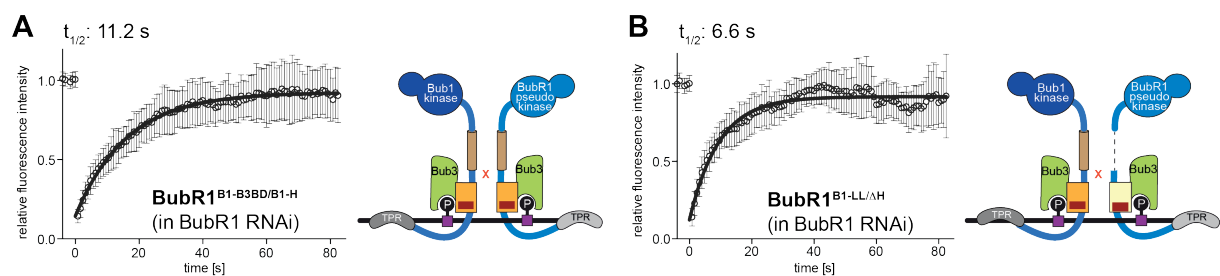 A
t1/2: 11.2 s
relative fluorescence intensity
1.0
0.5
0.0
0
20
40
60
80
time [s]
BubR1B1-B3BD/B1-H
(in BubR1 RNAi)
Bub1
kinase
BubR1
pseudo
kinase
Bub3
x
Bub3
P
P
TPR
TPR
B
t1/2: 6.6 s
relative fluorescence intensity
1.0
0.5
0.0
0
20
40
60
80
time [s]
BubR1B1-LL/ΔH
(in BubR1 RNAi)
Bub1
kinase
BubR1
pseudo
kinase
Bub3
x
Bub3
P
P
TPR
TPR